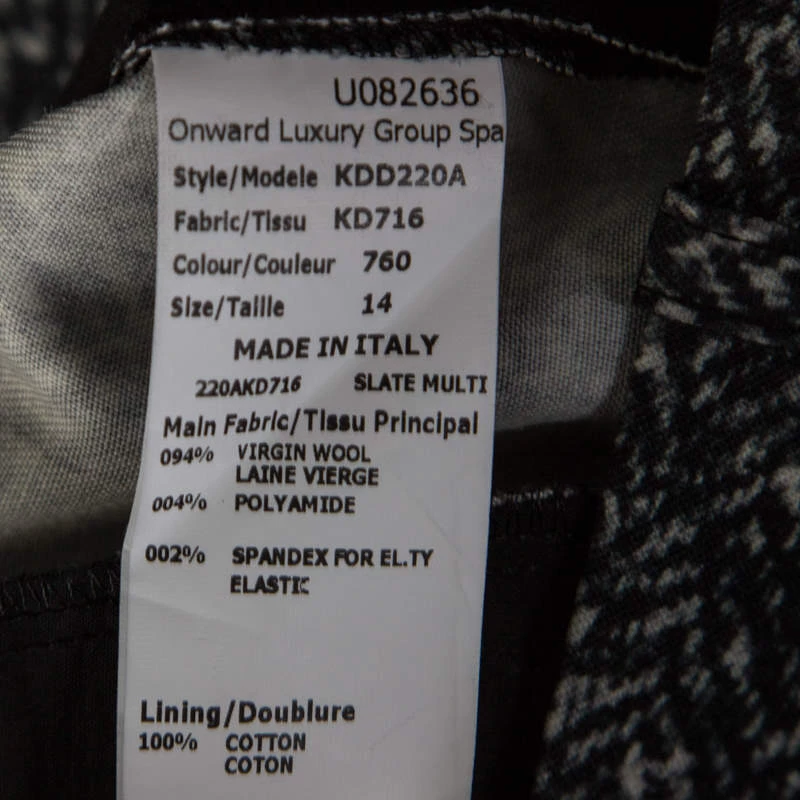 U082636
Onward Luxury Group Spa
Style/Modele KDD220A
Fabric/Tissu KD716
Colour/Couleur 760
Size/Taille 14
MADE IN ITALY
220AKD716 SLATE MULTI
Main Fabric/Tissu Principal
094% VIRGIN WOOL
LAINE VIERGE
004% POLYAMIDE
002% SPANDEX FOR EL.TY
ELASTIC
Lining/Doublure
100% COTTON
COTON